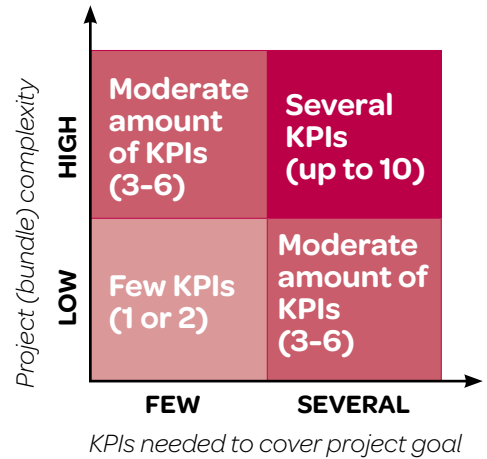 Project (bundle) complexity
HIGH
LOW
Moderate
amount
of KPIs
(3-6)
Several
KPIs
(up to 10)
Few KPIs
(1 or 2)
Moderate
amount of
KPIs
(3-6)
FEW
SEVERAL
KPIs needed to cover project goal